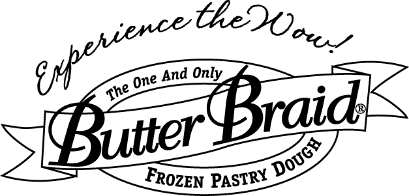 Experience the Wow!
The One And Only
Butter Braid®
Frozen Pastry Dough